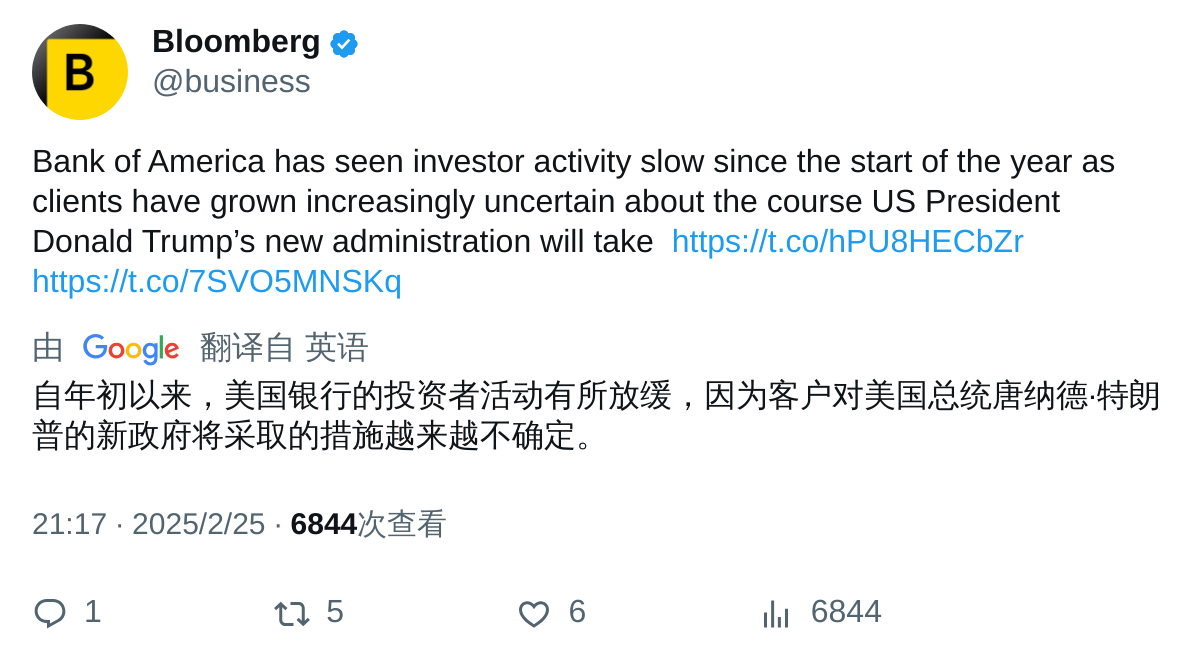 B
Bloomberg
@business
Bank of America has seen investor activity slow since the start of the year as
clients have grown increasingly uncertain about the course US President
Donald Trump’s new administration will take https://t.co/hPU8HECbZr
https://t.co/7SVO5MNSKq
由 Google 翻译自 英语
自年初以来，美国银行的投资者活动有所放缓，因为客户对美国总统唐纳德·特朗
普的新政府将采取的措施越来越不确定。
21:17 · 2025/2/25 · 6844次查看
1 5 6 6844